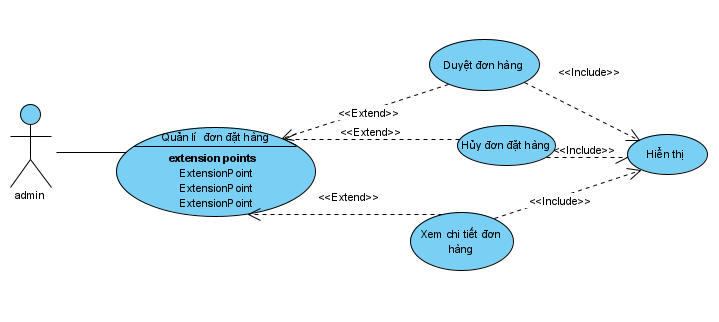 Duyệt đơn hàng
<<Include>>
<<Extend>>
Quản lí đơn đặt hàng
<<Extend>>
Hủy đơn đặt hàng
<<Include>>
Hiển thị
extension points
ExtensionPoint
ExtensionPoint
ExtensionPoint
admin
<<Extend>>
<<Include>>
Xem chi tiết đơn
hàng